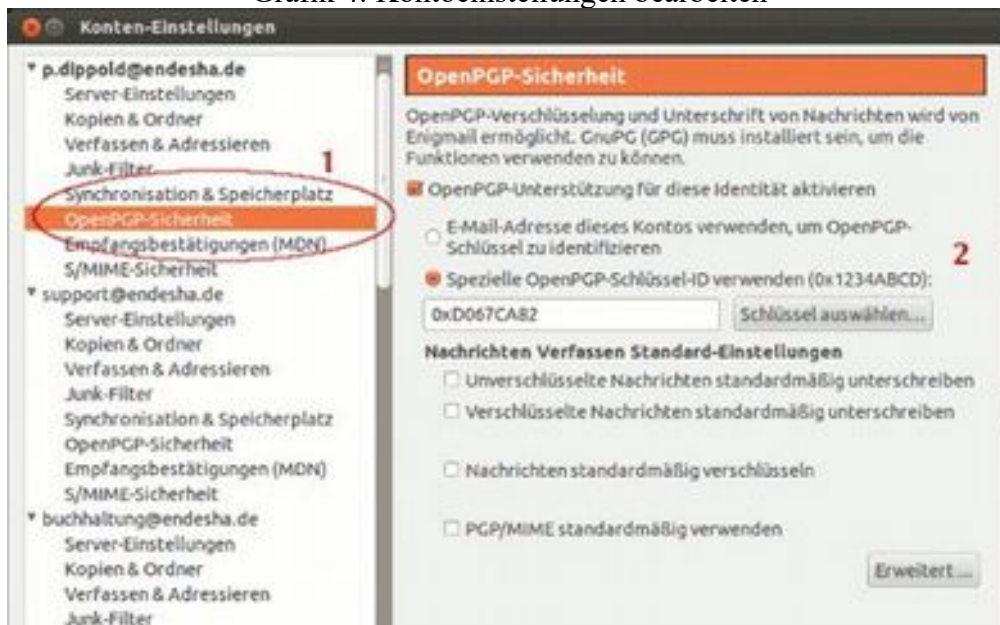 Grafik 4: Kontoeinstellungen bearbeiten
Konten-Einstellungen
p.dippold@endesha.de
Server-Einstellungen
Kopien & Ordner
Verfassen & Adressieren
Junk-Filter
Synchronisation & Speicherplatz
OpenPGP-Sicherheit
Empfangsbestätigungen (MDN)
S/MIME-Sicherheit
support@endesha.de
Server-Einstellungen
Kopien & Ordner
Verfassen & Adressieren
Junk-Filter
Synchronisation & Speicherplatz
OpenPGP-Sicherheit
Empfangsbestätigungen (MDN)
S/MIME-Sicherheit
buchhaltung@endesha.de
Server-Einstellungen
Kopien & Ordner
Verfassen & Adressieren
Junk-Filter
1
OpenPGP-Sicherheit
OpenPGP-Verschlüsselung und Unterschrift von Nachrichten wird von
Enigmail ermöglicht. GnuPG (GPG) muss installiert sein, um die
Funktionen verwenden zu können.
OpenPGP-Unterstützung für diese Identität aktivieren
E-Mail-Adresse dieses Kontos verwenden, um OpenPGP-
Schlüssel zu identifizieren
2
Spezielle OpenPGP-Schlüssel-ID verwenden (0x1234ABCD):
0xD067CA82
Schlüssel auswählen...
Nachrichten Verfassen Standard-Einstellungen
Unverschlüsselte Nachrichten standardmäßig unterschreiben
Verschlüsselte Nachrichten standardmäßig unterschreiben
Nachrichten standardmäßig verschlüsseln
PGP/MIME standardmäßig verwenden
Erweitert ...